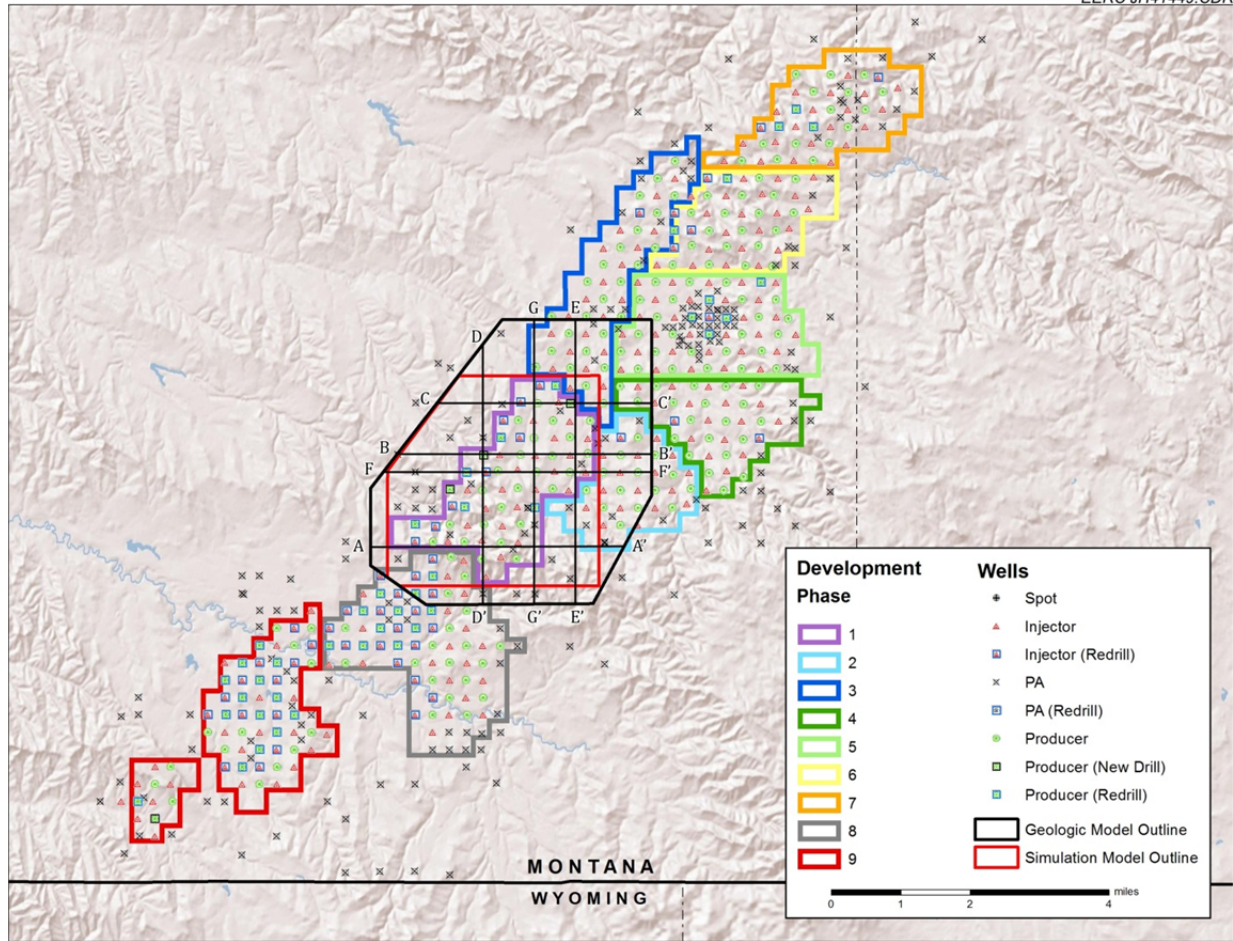 G E
D
C C'
B B'
F F'
A A'
D' G' E'
MONTANA
WYOMING
Development
Phase
1
2
3
4
5
6
7
8
9
Wells
Spot
Injector
Injector (Redrill)
PA
PA (Redrill)
Producer
Producer (New Drill)
Producer (Redrill)
Geologic Model Outline
Simulation Model Outline
miles
0 1 2 4